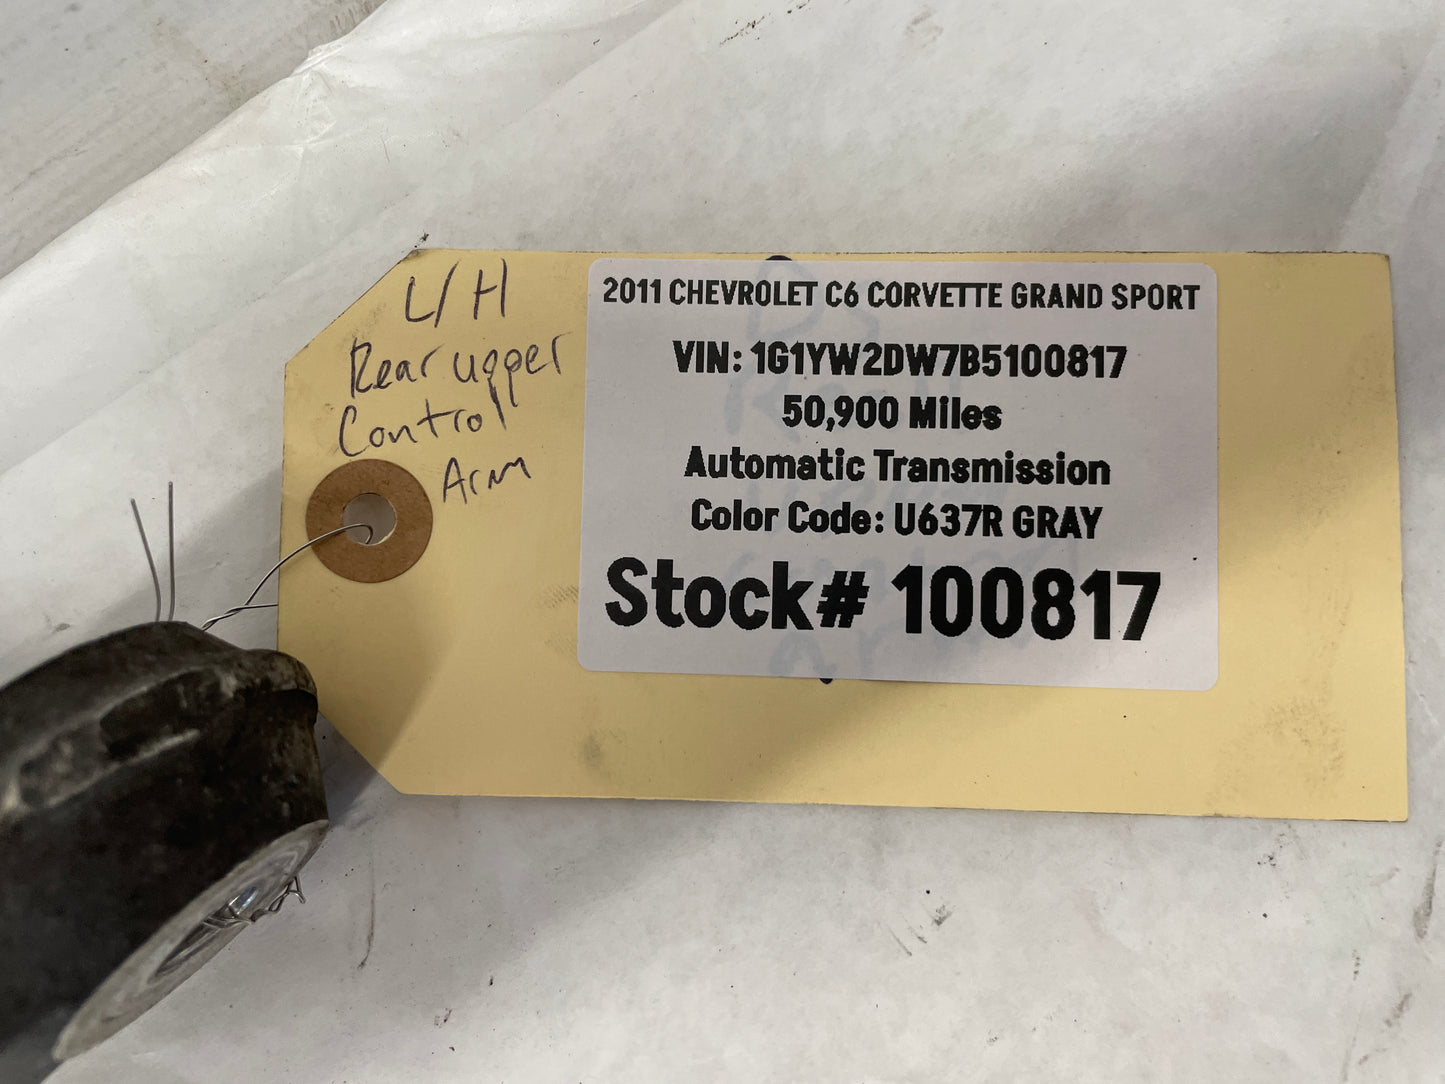 L/H
Rear upper
Control
Arm
2011 CHEVROLET C6 CORVETTE GRAND SPORT
VIN: 1G1YW2DW7B5100817
50,900 Miles
Automatic Transmission
Color Code: U637R GRAY
Stock# 100817